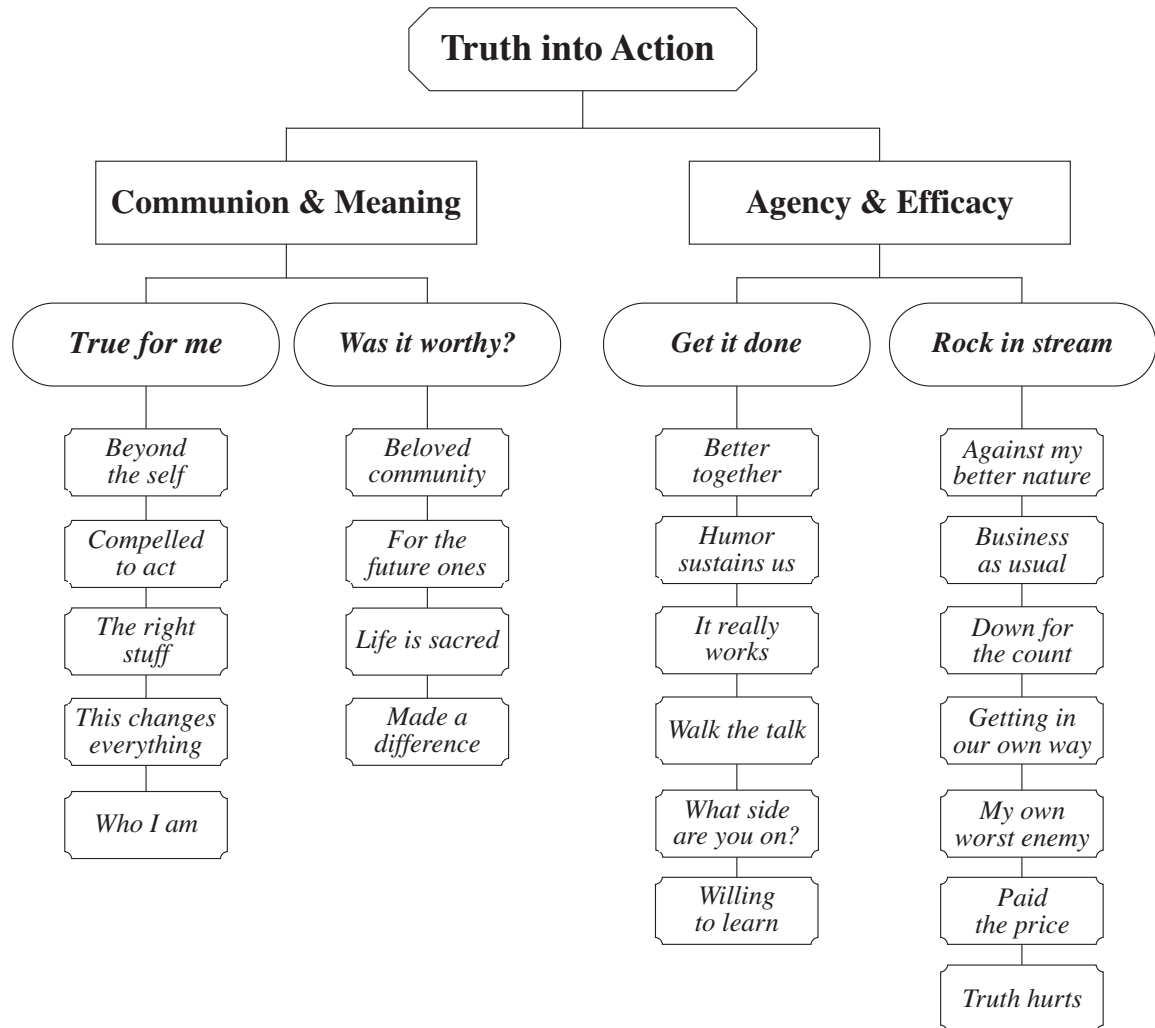 Truth into Action
Communion & Meaning
Agency & Efficacy
True for me
Was it worthy?
Get it done
Rock in stream
Beyond
the self
Compelled
to act
The right
stuff
This changes
everything
Who I am
Beloved
community
For the
future ones
Life is sacred
Made a
difference
Better
together
Humor
sustains us
It really
works
Walk the talk
What side
are you on?
Willing
to learn
Against my
better nature
Business
as usual
Down for
the count
Getting in
our own way
My own
worst enemy
Paid
the price
Truth hurts